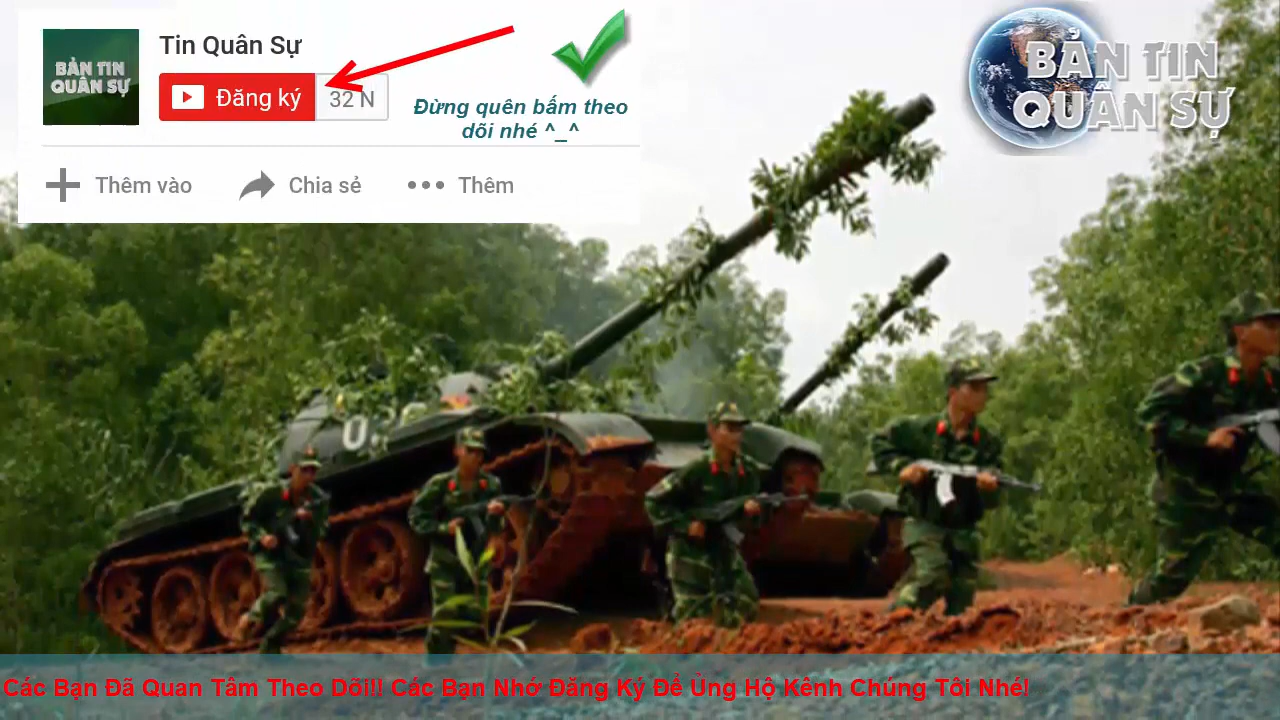 Tin Quân Sự
BẢN TIN
QUÂN SỰ
Đăng ký
32 N
Đừng quên bấm theo
dõi nhé ^_^
Thêm vào
Chia sẻ
Thêm
BẢN TIN
QUÂN SỰ
Các Bạn Đã Quan Tâm Theo Dõi!! Các Bạn Nhớ Đăng Ký Để Ủng Hộ Kênh Chúng Tôi Nhé!